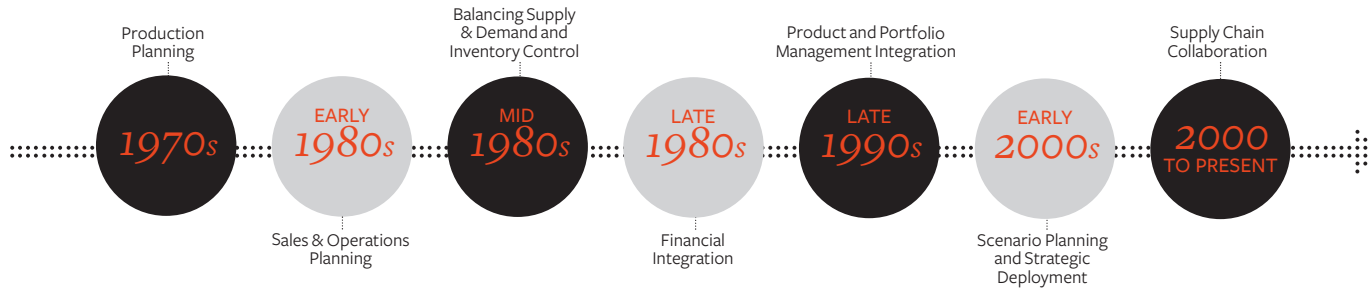 Production
Planning
1970s
EARLY
1980s
Sales & Operations
Planning
Balancing Supply
& Demand and
Inventory Control
MID
1980s
LATE
1980s
Financial
Integration
Product and Portfolio
Management Integration
LATE
1990s
EARLY
2000s
Scenario Planning
and Strategic
Deployment
Supply Chain
Collaboration
2000
TO PRESENT